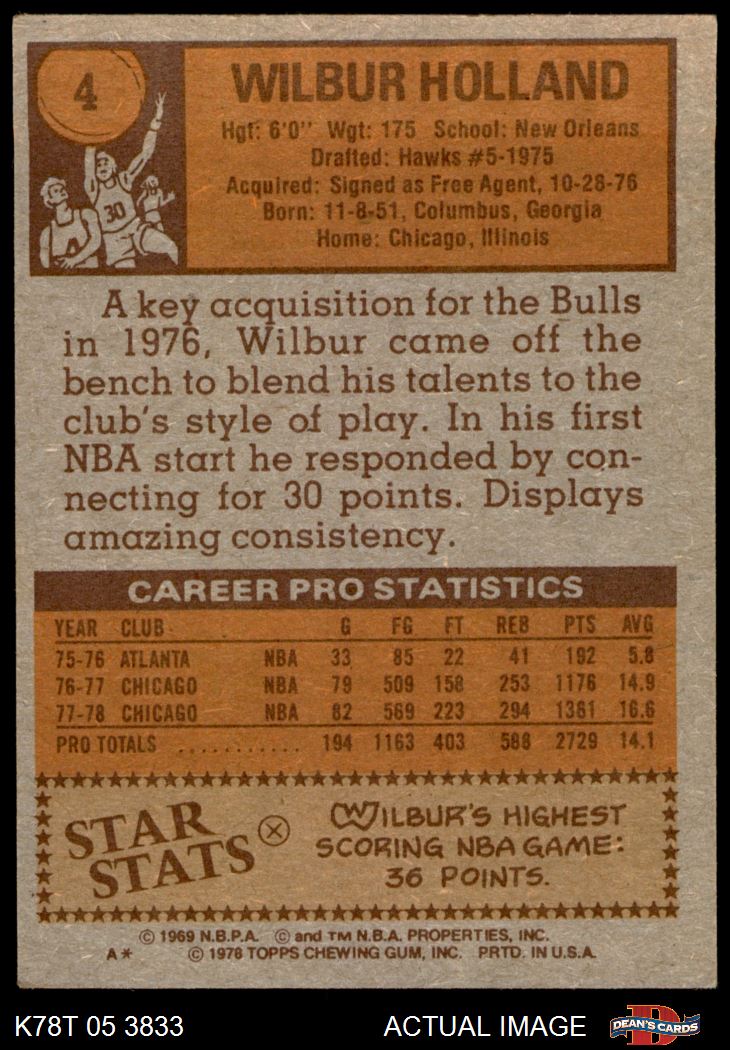 4
WILBUR HOLLAND
Hgt: 6'0" Wgt: 175 School: New Orleans
Drafted: Hawks #5-1975
Acquired: Signed as Free Agent, 10-28-76
Born: 11-8-51, Columbus, Georgia
Home: Chicago, Illinois
30
A key acquisition for the Bulls
in 1976, Wilbur came off the
bench to blend his talents to the
club's style of play. In his first
NBA start he responded by con-
necting for 30 points. Displays
amazing consistency.
CAREER PRO STATISTICS
YEAR CLUB G FG FT REB PTS AVG
75-76 ATLANTA NBA 33 85 22 41 192 5.8
76-77 CHICAGO NBA 79 509 158 253 1176 14.9
77-78 CHICAGO NBA 82 569 223 294 1361 16.6
PRO TOTALS ........... 194 1163 403 588 2729 14.1
STAR
STATS
WILBUR'S HIGHEST
SCORING NBA GAME:
36 POINTS.
© 1969 N.B.P.A. © and TM N.B.A. PROPERTIES, INC.
A* © 1978 TOPPS CHEWING GUM, INC. PRTD. IN U.S.A.
K78T 05 3833 ACTUAL IMAGE
DEAN'S CARDS